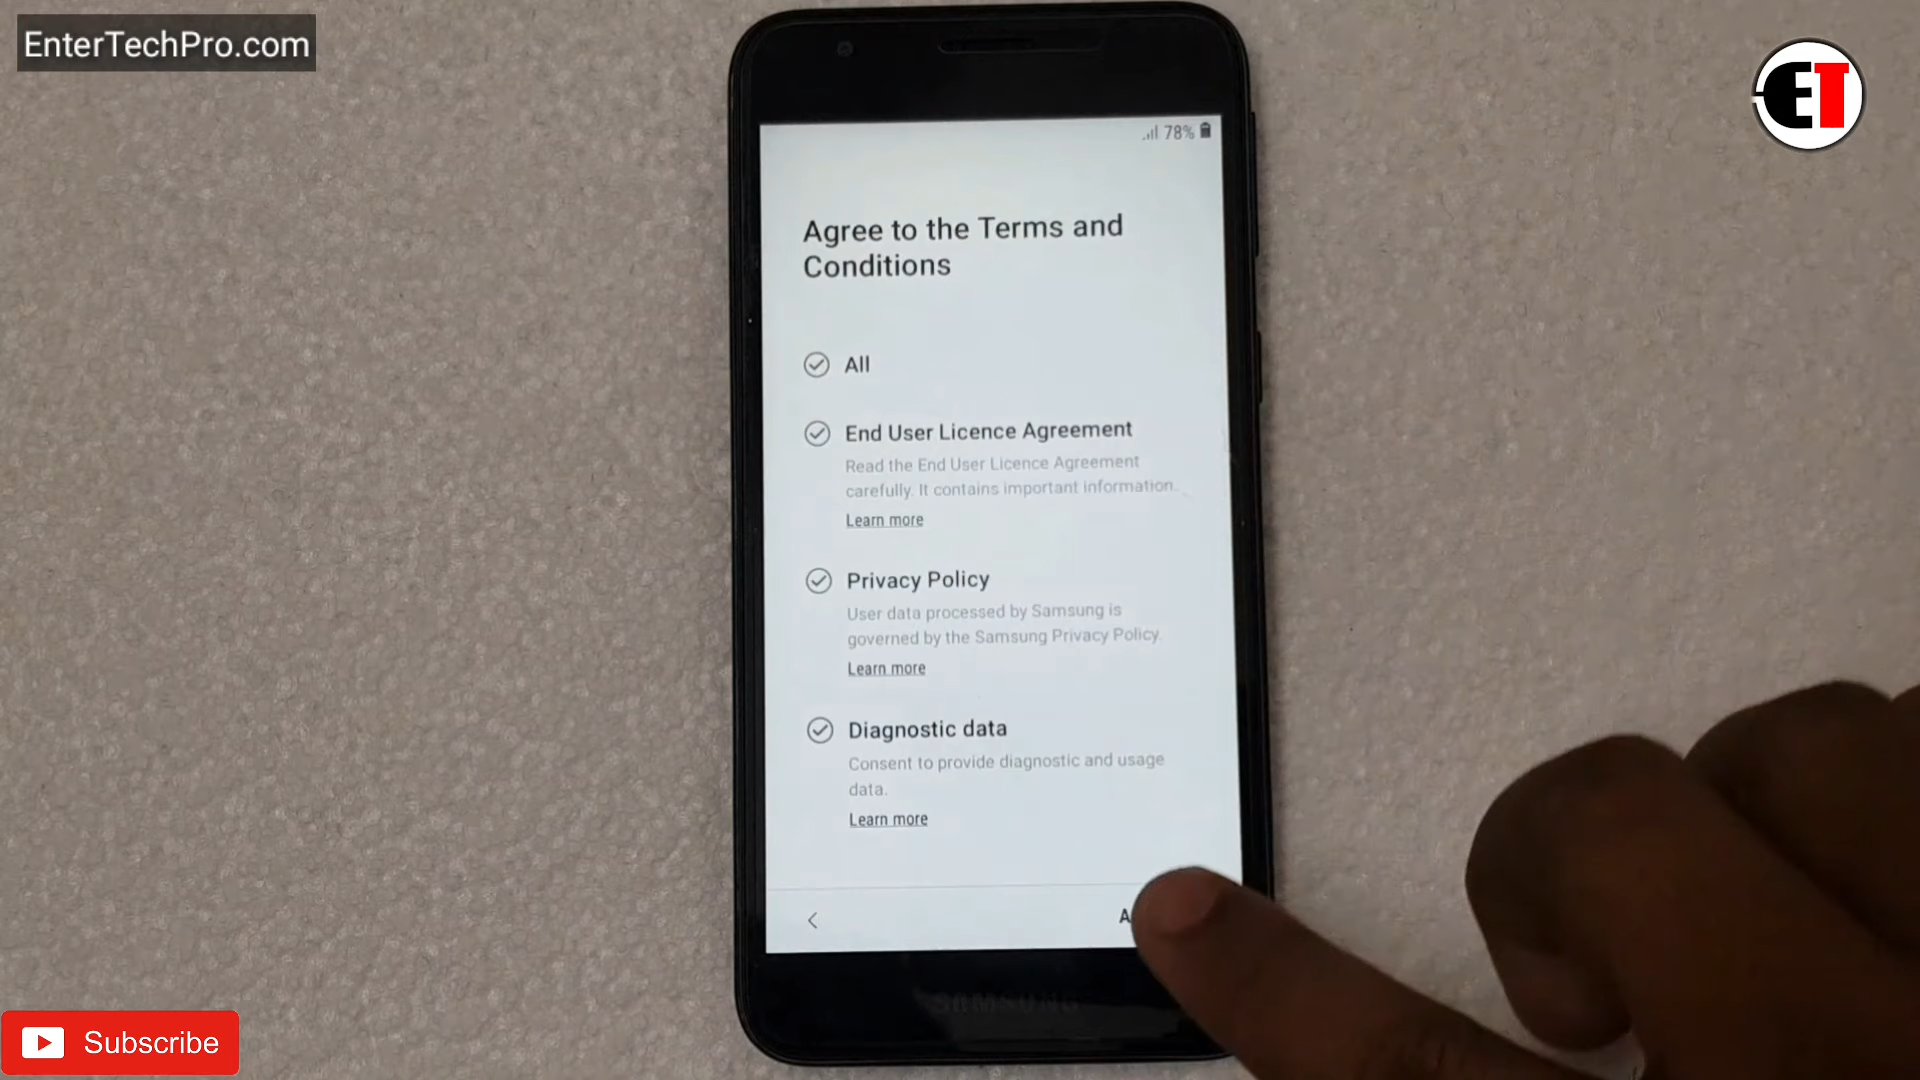 EnterTechPro.com
ET
78%
Agree to the Terms and
Conditions
All
End User Licence Agreement
Read the End User Licence Agreement
carefully. It contains important information.
Learn more
Privacy Policy
User data processed by Samsung is
governed by the Samsung Privacy Policy.
Learn more
Diagnostic data
Consent to provide diagnostic and usage
data.
Learn more
SAMSUNG
Subscribe